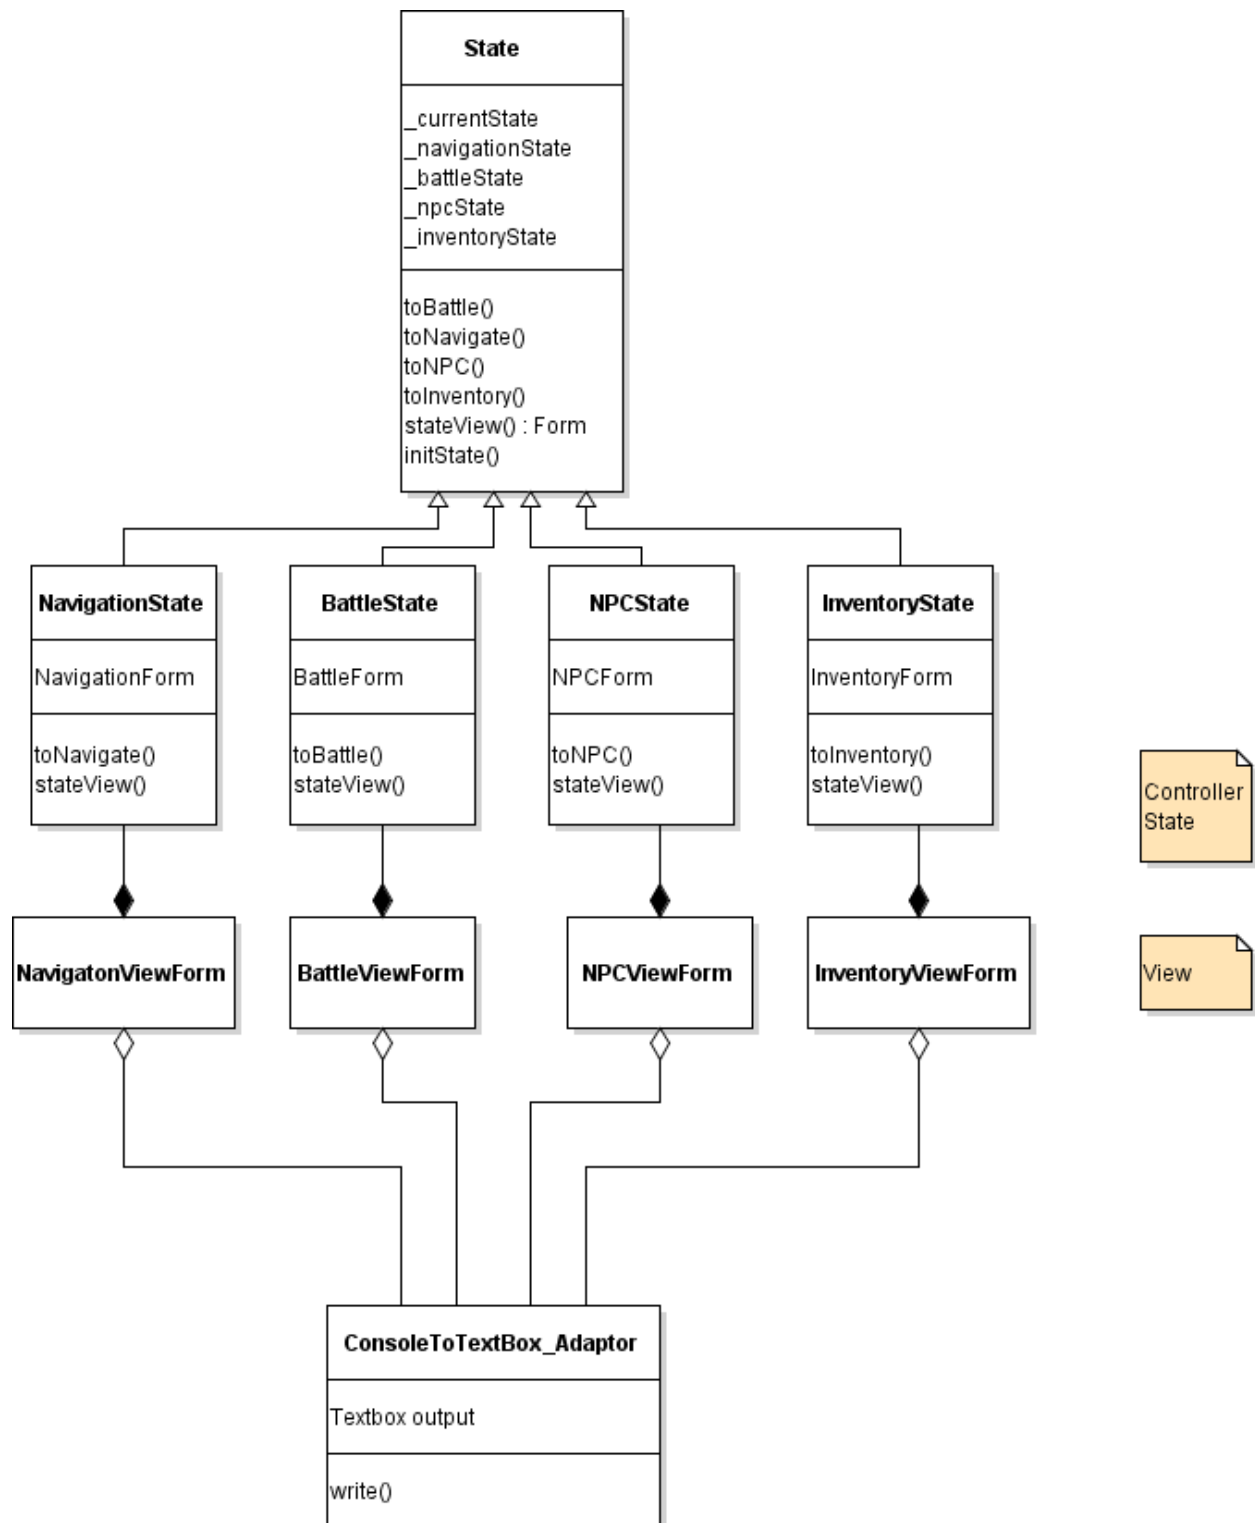 State
_currentState
_navigationState
_battleState
_npcState
_inventoryState
toBattle()
toNavigate()
toNPC()
toInventory()
stateView() : Form
initState()
NavigationState
NavigationForm
toNavigate()
stateView()
BattleState
BattleForm
toBattle()
stateView()
NPCState
NPCForm
toNPC()
stateView()
InventoryState
InventoryForm
toInventory()
stateView()
Controller
State
NavigatonViewForm
BattleViewForm
NPCViewForm
InventoryViewForm
View
ConsoleToTextBox_Adaptor
Textbox output
write()